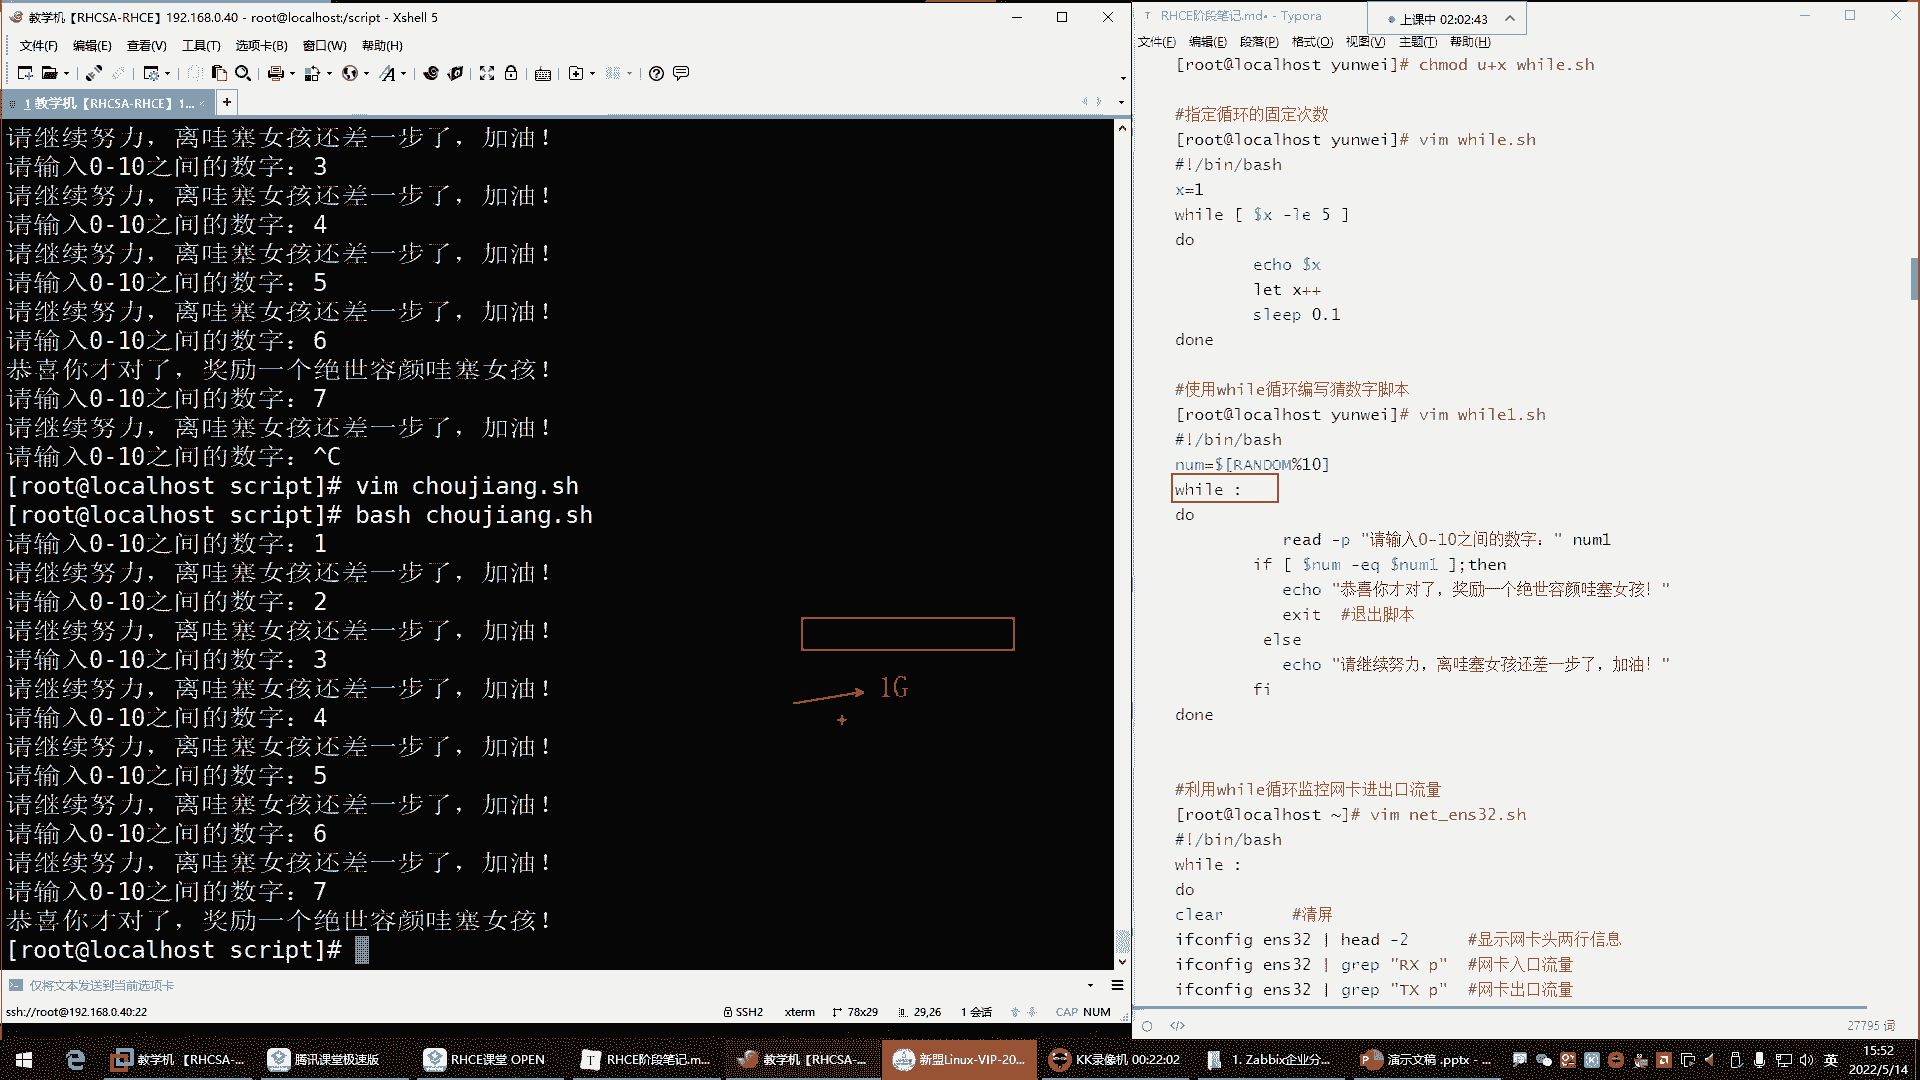 教学机【RHCSA-RHCE】192.168.0.40 - root@localhost:/script - Xshell 5
文件(F) 编辑(E) 查看(V) 工具(T) 选项卡(B) 窗口(W) 帮助(H)
1 教学机【RHCSA-RHCE】1...
请继续努力，离哇塞女孩还差一步了，加油！
请输入0-10之间的数字：3
请继续努力，离哇塞女孩还差一步了，加油！
请输入0-10之间的数字：4
请继续努力，离哇塞女孩还差一步了，加油！
请输入0-10之间的数字：5
请继续努力，离哇塞女孩还差一步了，加油！
请输入0-10之间的数字：6
恭喜你才对了，奖励一个绝世容颜哇塞女孩！
请输入0-10之间的数字：7
请继续努力，离哇塞女孩还差一步了，加油！
请输入0-10之间的数字：^C
[root@localhost script]# vim choujiang.sh
[root@localhost script]# bash choujiang.sh
请输入0-10之间的数字：1
请继续努力，离哇塞女孩还差一步了，加油！
请输入0-10之间的数字：2
请继续努力，离哇塞女孩还差一步了，加油！
请输入0-10之间的数字：3
请继续努力，离哇塞女孩还差一步了，加油！
请输入0-10之间的数字：4
请继续努力，离哇塞女孩还差一步了，加油！
请输入0-10之间的数字：5
请继续努力，离哇塞女孩还差一步了，加油！
请输入0-10之间的数字：6
请继续努力，离哇塞女孩还差一步了，加油！
请输入0-10之间的数字：7
恭喜你才对了，奖励一个绝世容颜哇塞女孩！
[root@localhost script]#
1G
仅将文本发送到当前选项卡
ssh://root@192.168.0.40:22 SSH2 xterm 78x29 29,26 1 会话 CAP NUM
RHCE阶段笔记.md• - Typora
上课中 02:02:43
文件(F) 编辑(E) 段落(P) 格式(O) 视图(V) 主题(T) 帮助(H)
[root@localhost yunwei]# chmod u+x while.sh
#指定循环的固定次数
[root@localhost yunwei]# vim while.sh
#!/bin/bash
x=1
while [ $x -le 5 ]
do
echo $x
let x++
sleep 0.1
done
#使用while循环编写猜数字脚本
[root@localhost yunwei]# vim while1.sh
#!/bin/bash
num=$[RANDOM%10]
while :
do
read -p "请输入0-10之间的数字：" num1
if [ $num -eq $num1 ];then
echo "恭喜你才对了，奖励一个绝世容颜哇塞女孩！"
exit #退出脚本
else
echo "请继续努力，离哇塞女孩还差一步了，加油！"
fi
done
#利用while循环监控网卡进出口流量
[root@localhost ~]# vim net_ens32.sh
#!/bin/bash
while :
do
clear #清屏
ifconfig ens32 | head -2 #显示网卡头两行信息
ifconfig ens32 | grep "RX p" #网卡入口流量
ifconfig ens32 | grep "TX p" #网卡出口流量
</> 27795 词
教学机【RHCSA-... 腾讯课堂极速版 RHCE课堂 OPEN RHCE阶段笔记.m... 教学机【RHCSA-... 新盟Linux-VIP-20... KK录像机 00:22:02 1. Zabbix企业分... 演示文稿 .pptx - ... 英 15:52
2022/5/14